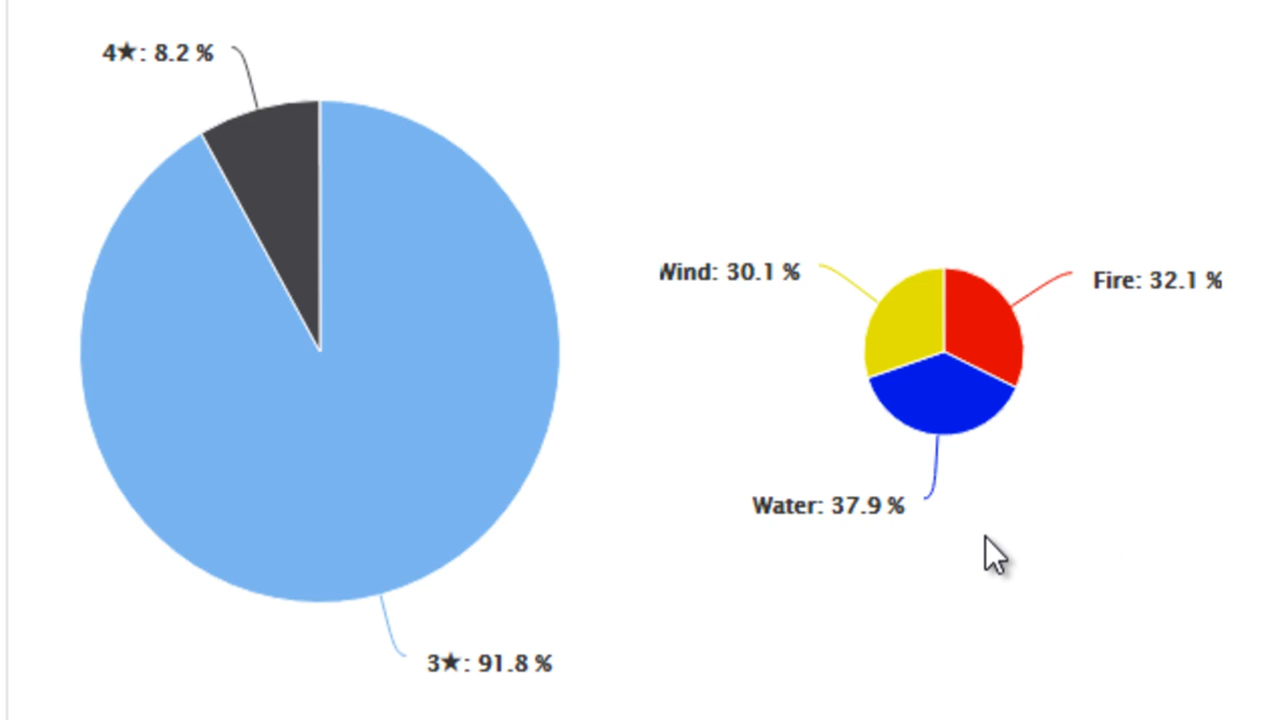 4★: 8.2 %
Wind: 30.1 %
Fire: 32.1 %
Water: 37.9 %
3★: 91.8 %